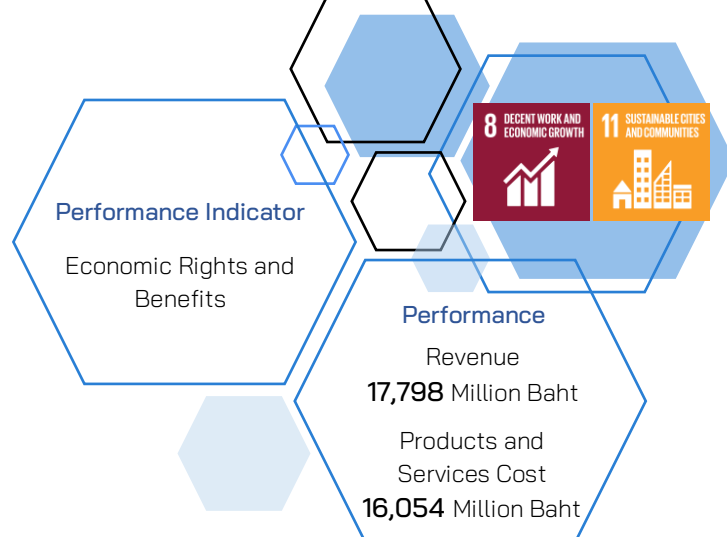 8 DECENT WORK AND
ECONOMIC GROWTH
11 SUSTAINABLE CITIES
AND COMMUNITIES
Performance Indicator
Economic Rights and
Benefits
Performance
Revenue
17,798 Million Baht
Products and
Services Cost
16,054 Million Baht